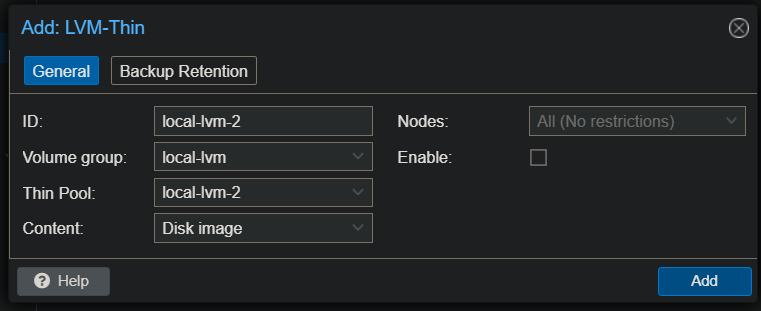 Add: LVM-Thin
General Backup Retention
ID: local-lvm-2 Nodes: All (No restrictions)
Volume group: local-lvm Enable:
Thin Pool: local-lvm-2
Content: Disk image
? Help Add